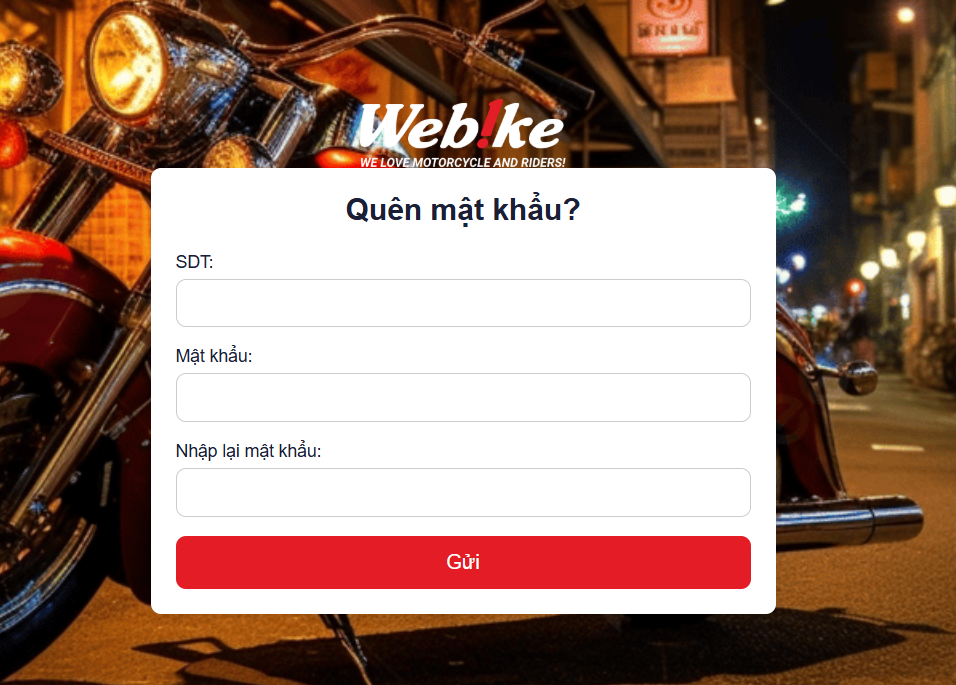 Web!ke
WE LOVE MOTORCYCLE AND RIDERS!
Quên mật khẩu?
SDT:
Mật khẩu:
Nhập lại mật khẩu:
Gửi